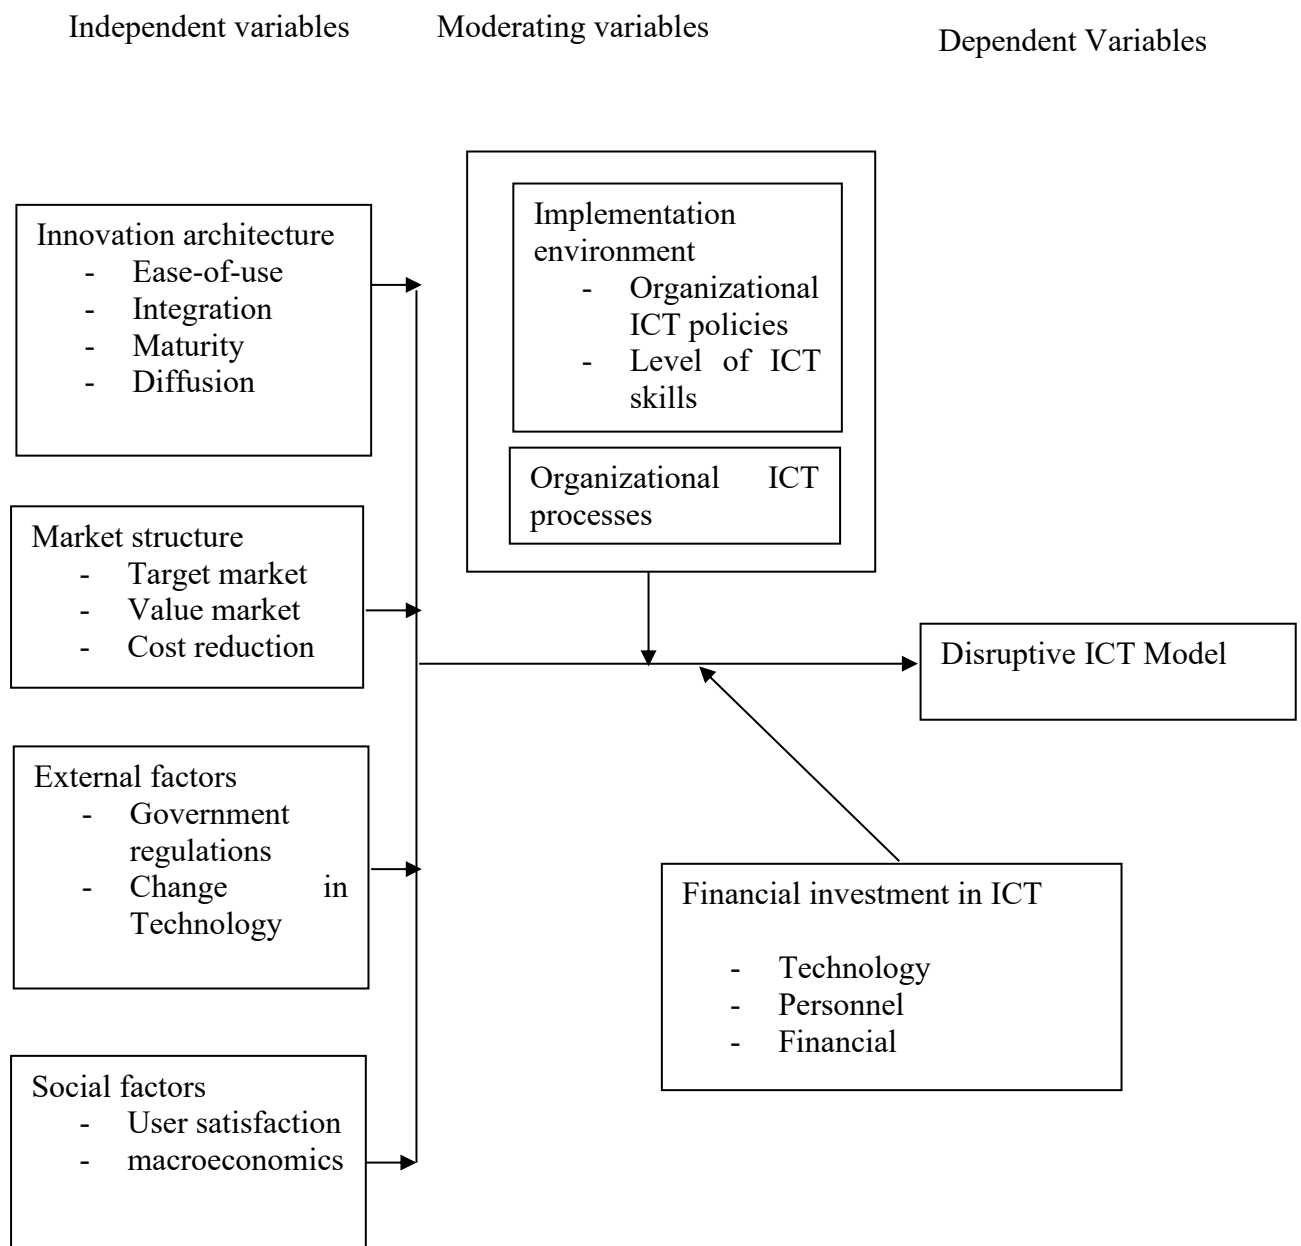 Independent variables
Moderating variables
Dependent Variables
Innovation architecture
- Ease-of-use
- Integration
- Maturity
- Diffusion
Market structure
- Target market
- Value market
- Cost reduction
External factors
- Government
regulations
- Change in
Technology
Social factors
- User satisfaction
- macroeconomics
Implementation
environment
- Organizational
ICT policies
- Level of ICT
skills
Organizational ICT
processes
Disruptive ICT Model
Financial investment in ICT
- Technology
- Personnel
- Financial